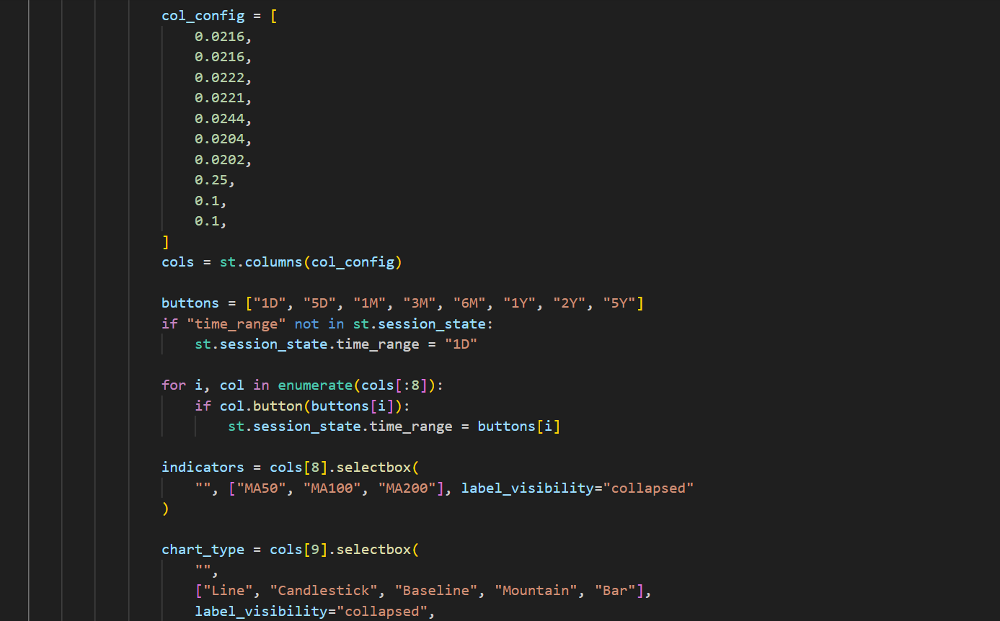 col_config = [
    0.0216,
    0.0216,
    0.0222,
    0.0221,
    0.0244,
    0.0204,
    0.0202,
    0.25,
    0.1,
    0.1,
]
cols = st.columns(col_config)

buttons = ["1D", "5D", "1M", "3M", "6M", "1Y", "2Y", "5Y"]
if "time_range" not in st.session_state:
    st.session_state.time_range = "1D"

for i, col in enumerate(cols[:8]):
    if col.button(buttons[i]):
        st.session_state.time_range = buttons[i]

indicators = cols[8].selectbox(
    "", ["MA50", "MA100", "MA200"], label_visibility="collapsed"
)

chart_type = cols[9].selectbox(
    "",
    ["Line", "Candlestick", "Baseline", "Mountain", "Bar"],
    label_visibility="collapsed",